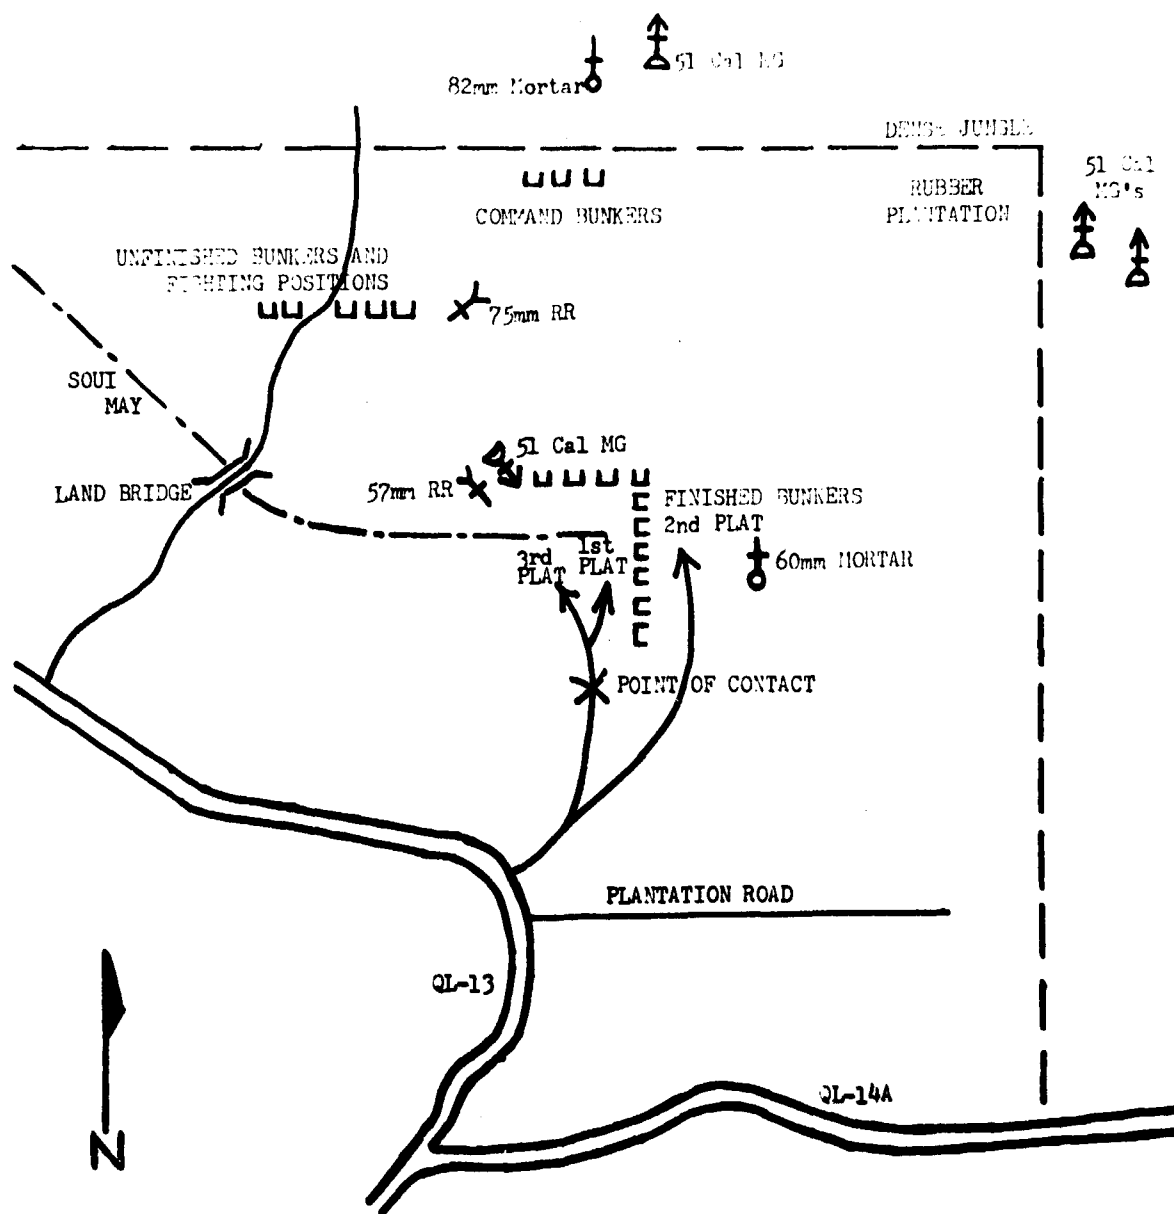 51 Cal MG
82mm Mortar
DENSE JUNGLE
51 Cal
MG's
RUBBER
PLANTATION
COMMAND BUNKERS
UNFINISHED BUNKERS AND
FIGHTING POSITIONS
75mm RR
SOUI
MAY
51 Cal MG
LAND BRIDGE
57mm RR
FINISHED BUNKERS
2nd PLAT
3rd
PLAT
1st
PLAT
60mm MORTAR
POINT OF CONTACT
PLANTATION ROAD
QL-13
QL-14A
N